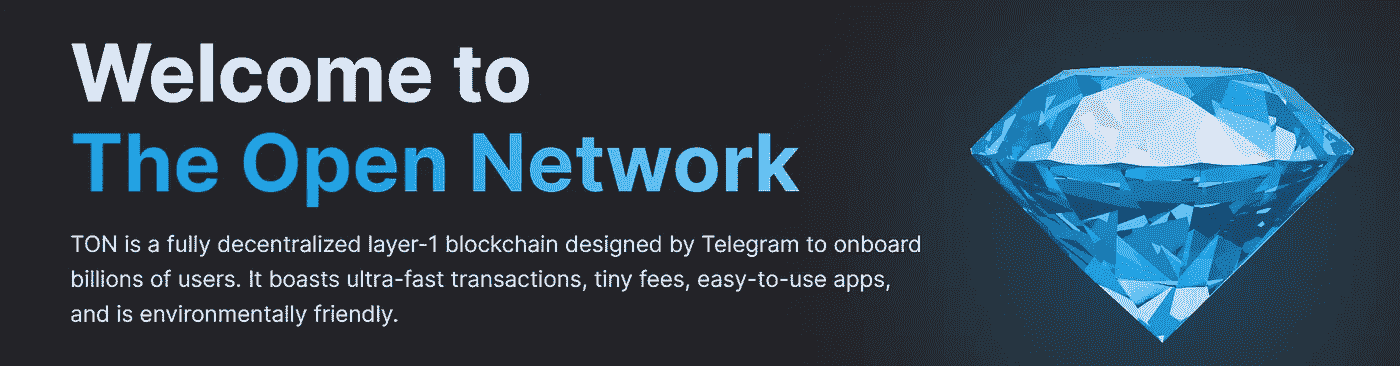 Welcome to
The Open Network
TON is a fully decentralized layer-1 blockchain designed by Telegram to onboard
billions of users. It boasts ultra-fast transactions, tiny fees, easy-to-use apps,
and is environmentally friendly.